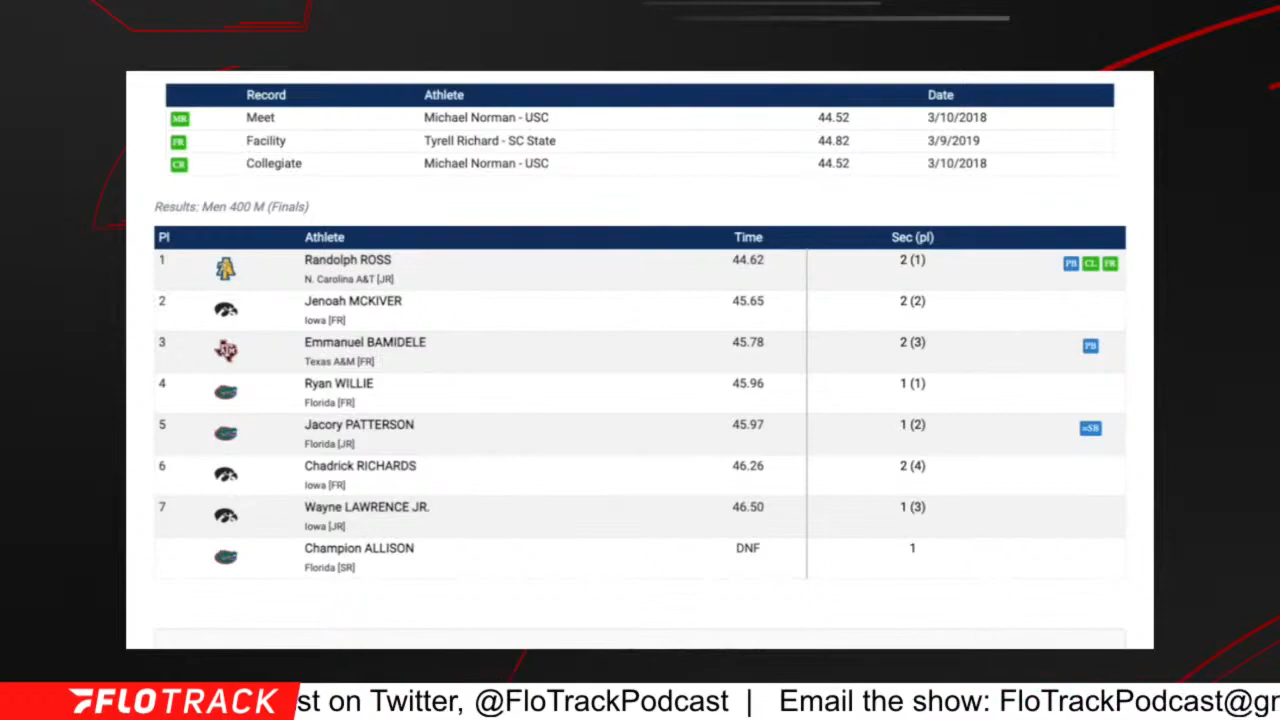 Record Athlete Date
MR Meet Michael Norman - USC 44.52 3/10/2018
FR Facility Tyrell Richard - SC State 44.82 3/9/2019
CR Collegiate Michael Norman - USC 44.52 3/10/2018
Results: Men 400 M (Finals)
Pl Athlete Time Sec (pl)
1 Randolph ROSS 44.62 2 (1) PB CL FR
N. Carolina A&T [JR]
2 Jenoah MCKIVER 45.65 2 (2)
Iowa [FR]
3 Emmanuel BAMIDELE 45.78 2 (3) PB
Texas A&M [FR]
4 Ryan WILLIE 45.96 1 (1)
Florida [FR]
5 Jacory PATTERSON 45.97 1 (2) =SB
Florida [JR]
6 Chadrick RICHARDS 46.26 2 (4)
Iowa [FR]
7 Wayne LAWRENCE JR. 46.50 1 (3)
Iowa [JR]
Champion ALLISON DNF 1
Florida [SR]
FLOTRACK st on Twitter, @FloTrackPodcast | Email the show: FloTrackPodcast@gr